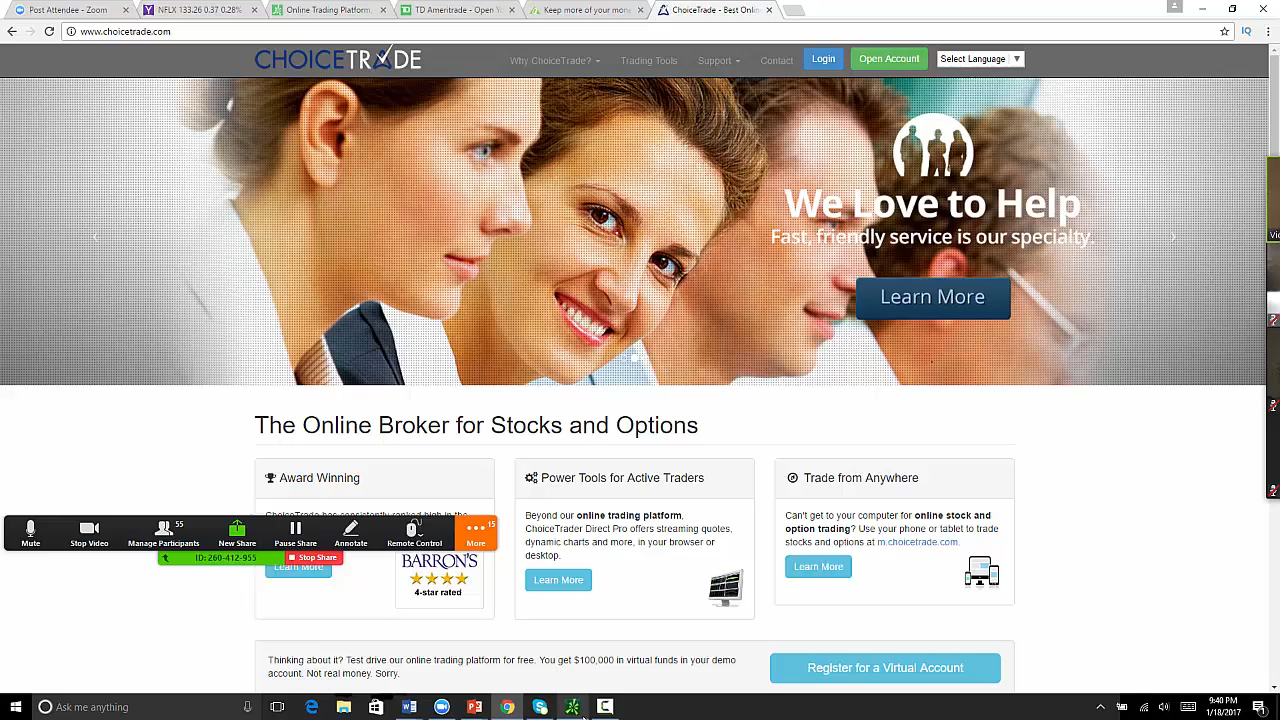 Post Attendee - Zoom
NFLX 133.26 0.37 0.28%
Online Trading Platform,
TD Ameritrade - Open Yo
Keep more of your mone
ChoiceTrade - Best Onlin
www.choicetrade.com
CHOICETRADE
Why ChoiceTrade?
Trading Tools
Support
Contact
Login
Open Account
Select Language
We Love to Help
Fast, friendly service is our specialty.
Learn More
The Online Broker for Stocks and Options
Award Winning
ChoiceTrade has consistently ranked high in the
Learn More
BARRON'S
4-star rated
Power Tools for Active Traders
Beyond our online trading platform,
ChoiceTrader Direct Pro offers streaming quotes,
dynamic charts and more, in your browser or
desktop.
Learn More
Trade from Anywhere
Can't get to your computer for online stock and
option trading? Use your phone or tablet to trade
stocks and options at m.choicetrade.com.
Learn More
Mute
Stop Video
55
Manage Participants
New Share
Pause Share
Annotate
Remote Control
15
More
ID: 260-412-955
Stop Share
Thinking about it? Test drive our online trading platform for free. You get $100,000 in virtual funds in your demo
account. Not real money. Sorry.
Register for a Virtual Account
Ask me anything
9:40 PM
1/18/2017